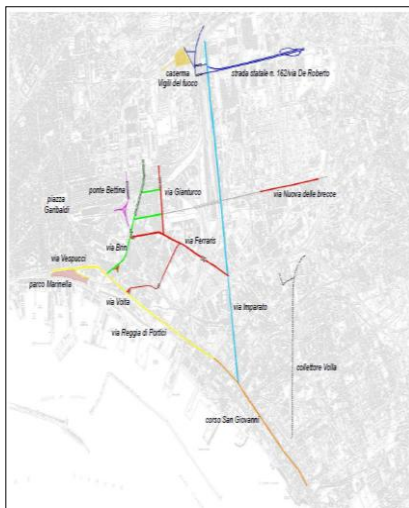 caserma
Vigili del fuoco
strada statale n. 162/via De Roberto
ponte Bettina
via Gianturco
piazza
Garibaldi
via Nuova delle brecce
via Brin
via Ferraris
via Vespucci
via Volta
parco Marinella
via Imparato
via Reggia di Portici
collettore Volla
corso San Giovanni